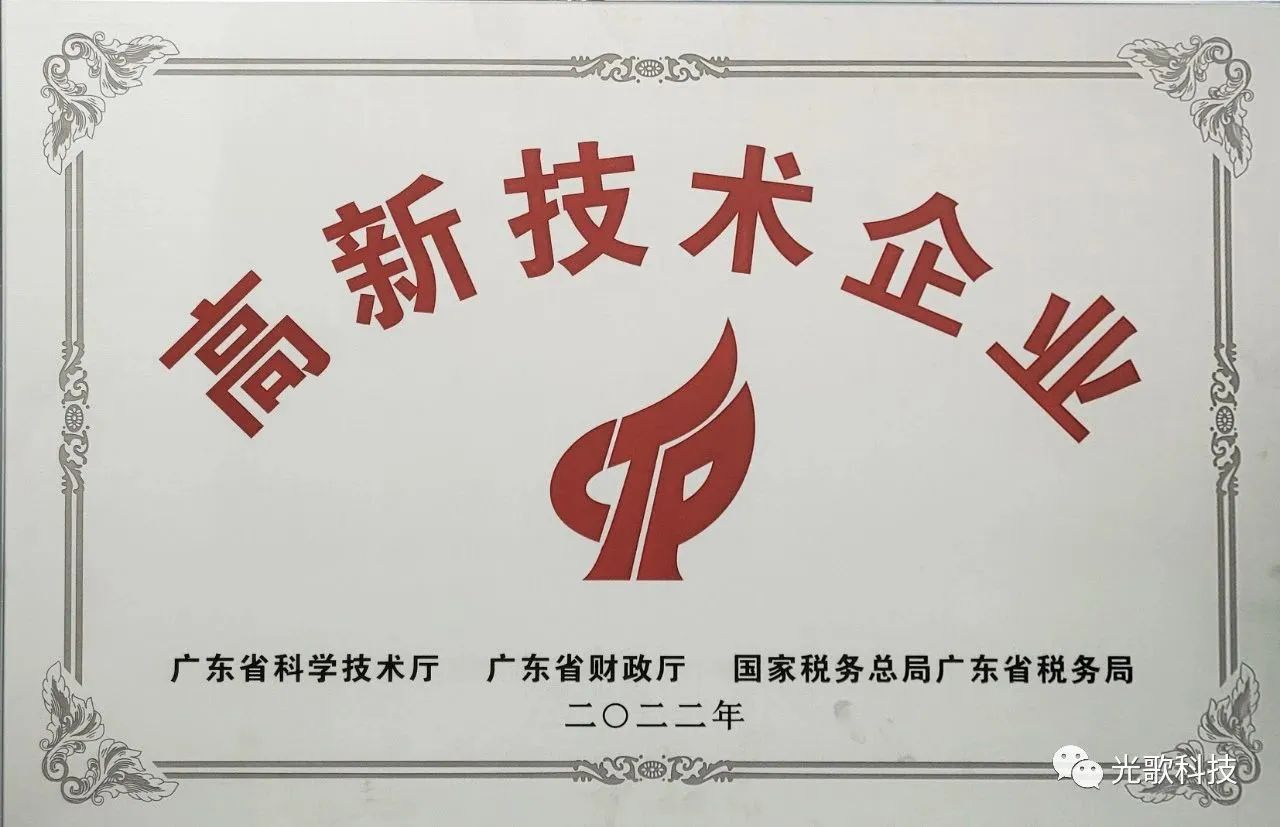 高新技术企业
广东省科学技术厅 广东省财政厅 国家税务总局广东省税务局
二〇二二年
光歌科技